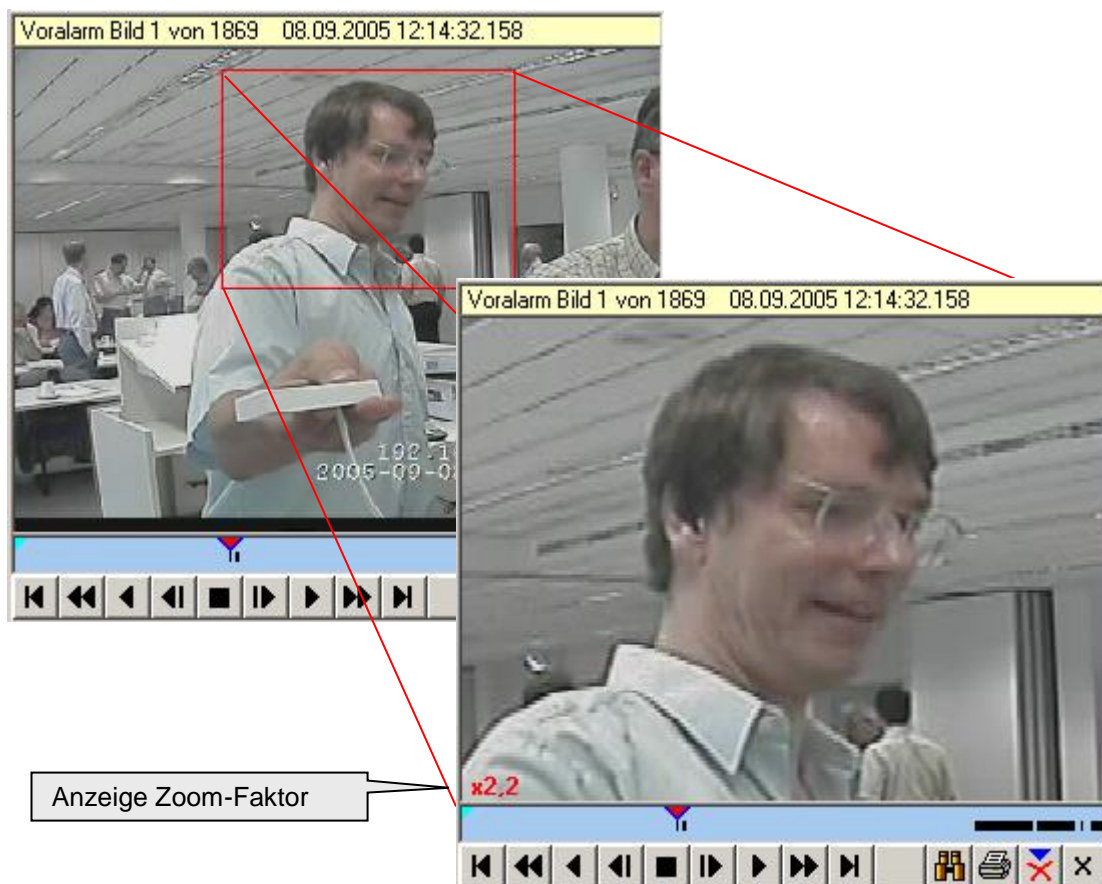 Voralarm Bild 1 von 1869 08.09.2005 12:14:32.158
192.1
2005-09-0
Voralarm Bild 1 von 1869 08.09.2005 12:14:32.158
x2,2
Anzeige Zoom-Faktor